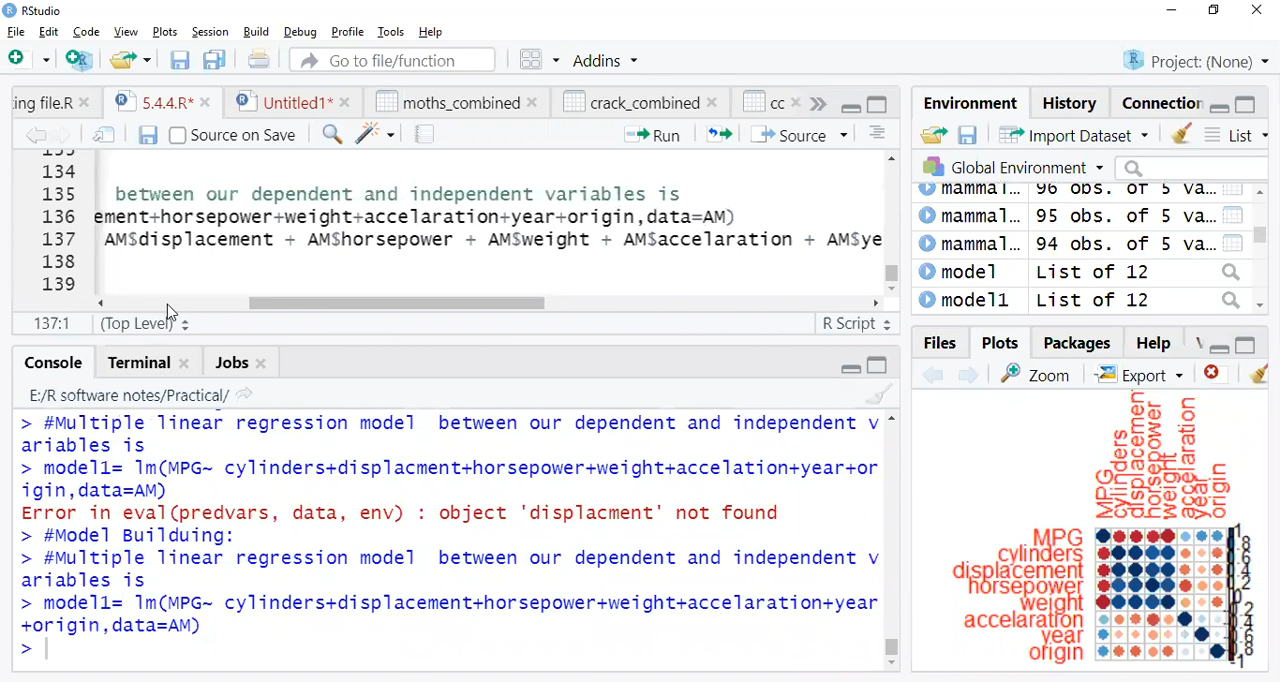 RStudio
File Edit Code View Plots Session Build Debug Profile Tools Help
Go to file/function Addins Project: (None)
ing file.R 5.4.4.R* Untitled1* moths_combined crack_combined cc
Source on Save Run Source
134
135 between our dependent and independent variables is
136 ement+horsepower+weight+accelaration+year+origin,data=AM)
137 AM$displacement + AM$horsepower + AM$weight + AM$accelaration + AM$ye
138
139
137:1 (Top Level) R Script
Console Terminal Jobs
E:/R software notes/Practical/
> #Multiple linear regression model  between our dependent and independent v
ariables is
> model1= lm(MPG~ cylinders+displacment+horsepower+weight+accelation+year+or
igin,data=AM)
Error in eval(predvars, data, env) : object 'displacment' not found
> #Model Builduing:
> #Multiple linear regression model  between our dependent and independent v
ariables is
> model1= lm(MPG~ cylinders+displacement+horsepower+weight+accelaration+year
+origin,data=AM)
>
Environment History Connection
Import Dataset List
Global Environment
mammal... 96 obs. of 5 va...
mammal... 95 obs. of 5 va...
mammal... 94 obs. of 5 va...
model List of 12
model1 List of 12
Files Plots Packages Help
Zoom Export
MPG
cylinders
displacement
horsepower
weight
accelaration
year
origin
MPG
cylinders
displacement
horsepower
weight
accelaration
year
origin